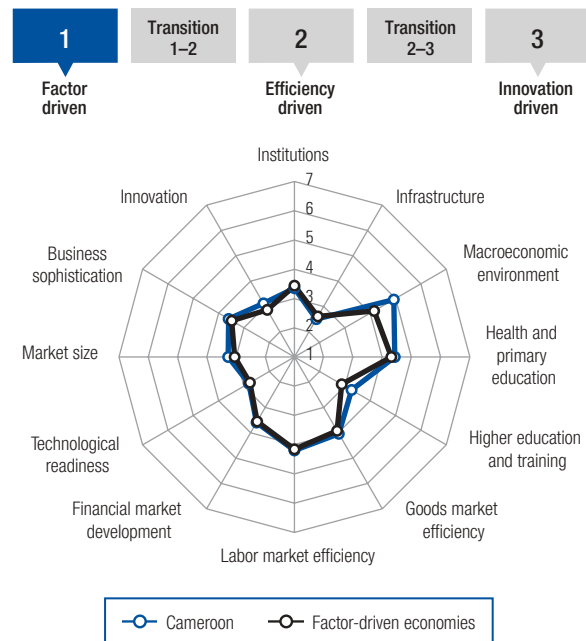 1
Transition
1–2
2
Transition
2–3
3
Factor
driven
Efficiency
driven
Innovation
driven
Institutions
7
6
5
4
3
2
1
Innovation
Infrastructure
Business
sophistication
Macroeconomic
environment
Market size
Health and
primary
education
Technological
readiness
Higher education
and training
Financial market
development
Goods market
efficiency
Labor market efficiency
Cameroon
Factor-driven economies